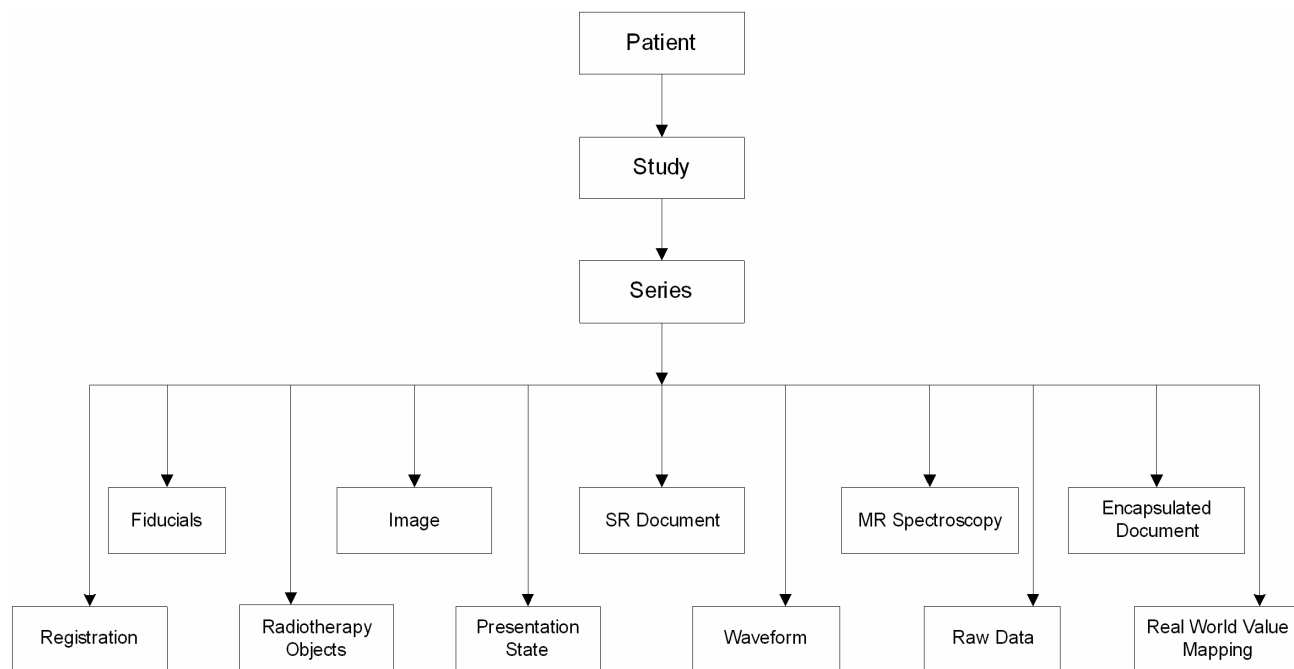 Patient
Study
Series
Fiducials
Image
SR Document
MR Spectroscopy
Encapsulated
Document
Registration
Radiotherapy
Objects
Presentation
State
Waveform
Raw Data
Real World Value
Mapping